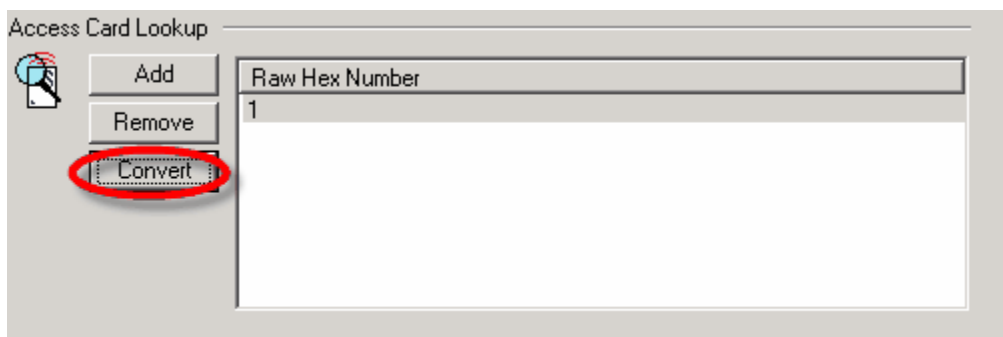 Access Card Lookup
Add
Raw Hex Number
1
Remove
Convert